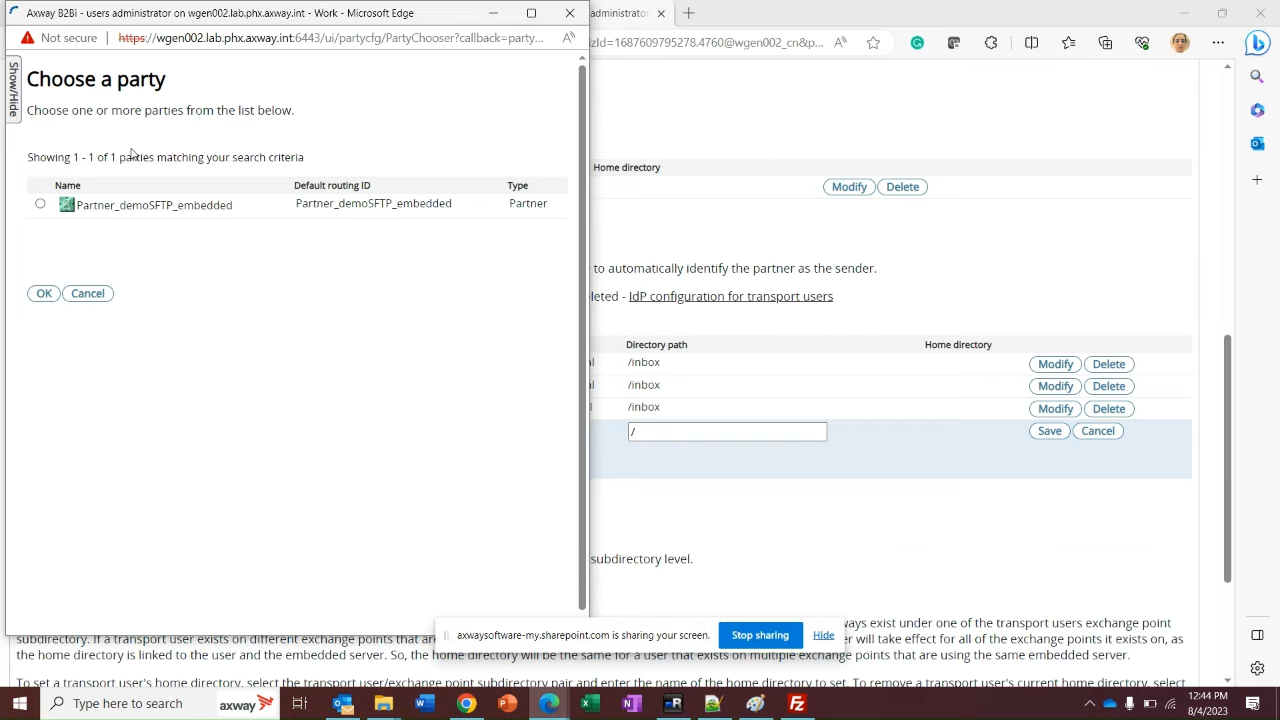 Axway B2Bi - users administrator on wgen002.lab.phx.axway.int - Work - Microsoft Edge
administrator
Not secure https://wgen002.lab.phx.axway.int:6443/ui/partycfg/PartyChooser?callback=party...
izId=1687609795278.4760@wgen002_cn&p...
Show/Hide
Choose a party
Choose one or more parties from the list below.
Showing 1 - 1 of 1 parties matching your search criteria
Name Default routing ID Type
Partner_demoSFTP_embedded Partner_demoSFTP_embedded Partner
OK Cancel
Home directory
Modify Delete
to automatically identify the partner as the sender.
leted - IdP configuration for transport users
Directory path Home directory
al /inbox Modify Delete
al /inbox Modify Delete
l /inbox Modify Delete
/ Save Cancel
subdirectory level.
axwaysoftware-my.sharepoint.com is sharing your screen. Stop sharing Hide
ways exist under one of the transport users exchange point
subdirectory. If a transport user exists on different exchange points that are
er will take effect for all of the exchange points it exists on, as
the home directory is linked to the user and the embedded server. So, the home directory will be the same for a user that exists on multiple exchange points that are using the same embedded server.
To set a transport user's home directory, select the transport user/exchange point subdirectory pair and enter the name of the home directory to set. To remove a transport user's current home directory, select
Type here to search
axway
12:44 PM
8/4/2023